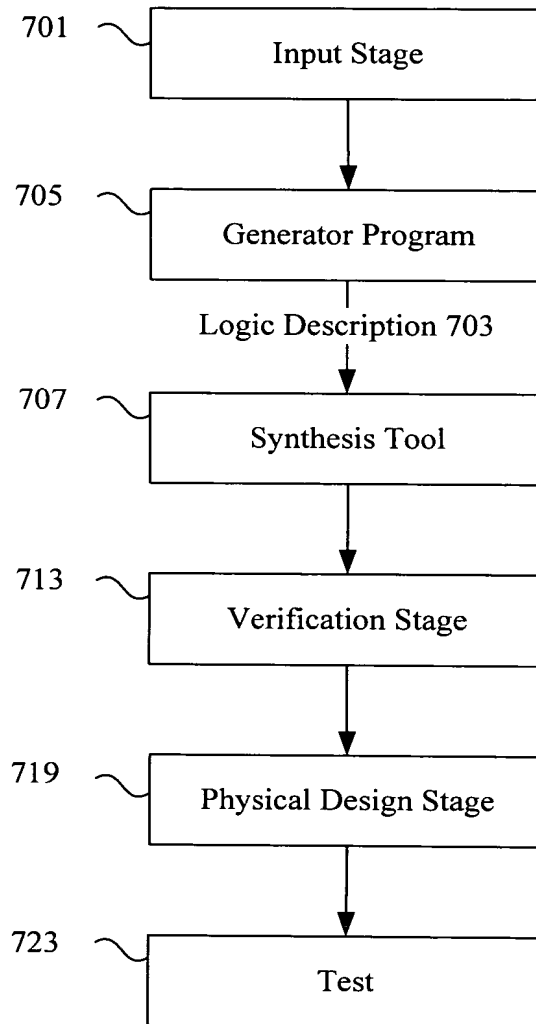 701
Input Stage
705
Generator Program
Logic Description 703
707
Synthesis Tool
713
Verification Stage
719
Physical Design Stage
723
Test